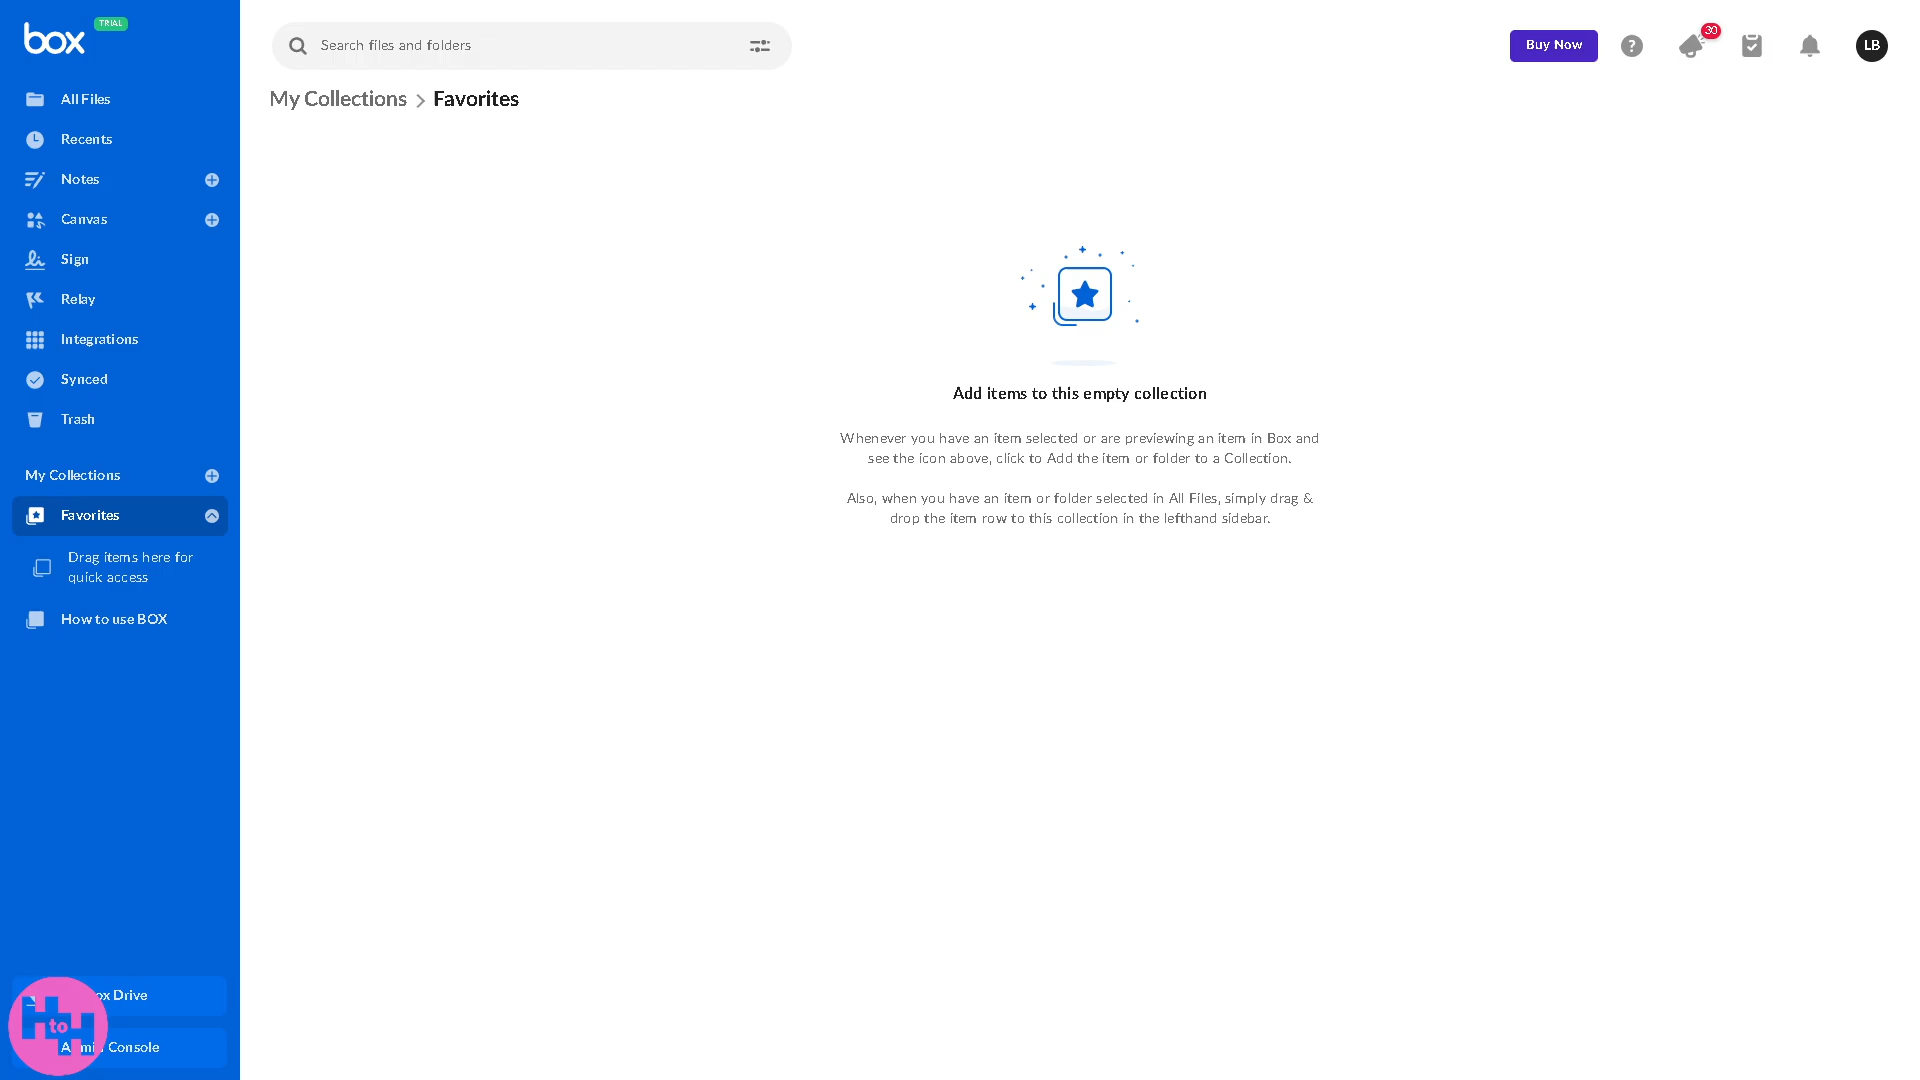 box
TRIAL
Search files and folders
Buy Now
?
30
LB
All Files
Recents
Notes
Canvas
Sign
Relay
Integrations
Synced
Trash
My Collections
Favorites
Drag items here for
quick access
How to use BOX
My Collections > Favorites
Add items to this empty collection
Whenever you have an item selected or are previewing an item in Box and
see the icon above, click to Add the item or folder to a Collection.
Also, when you have an item or folder selected in All Files, simply drag &
drop the item row to this collection in the lefthand sidebar.
Drive
H to H
Console